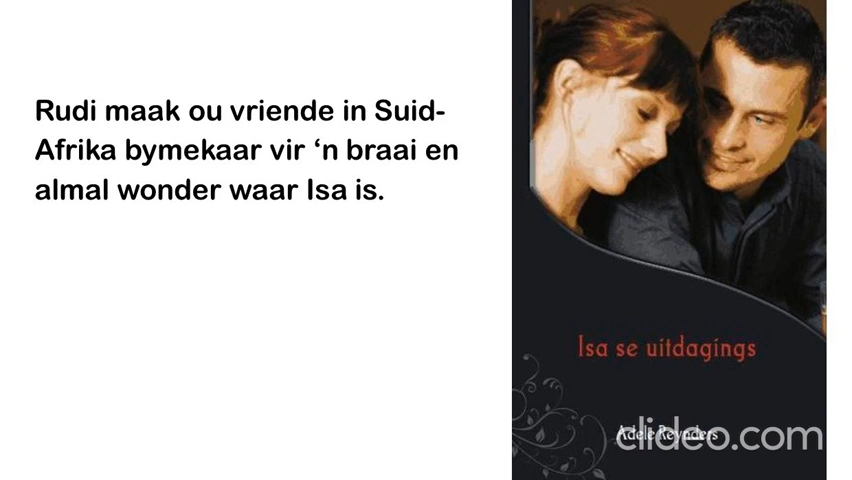 Rudi maak ou vriende in Suid-
Afrika bymekaar vir ‘n braai en
almal wonder waar Isa is.
Isa se uitdagings
Adele Reynders
clideo.com